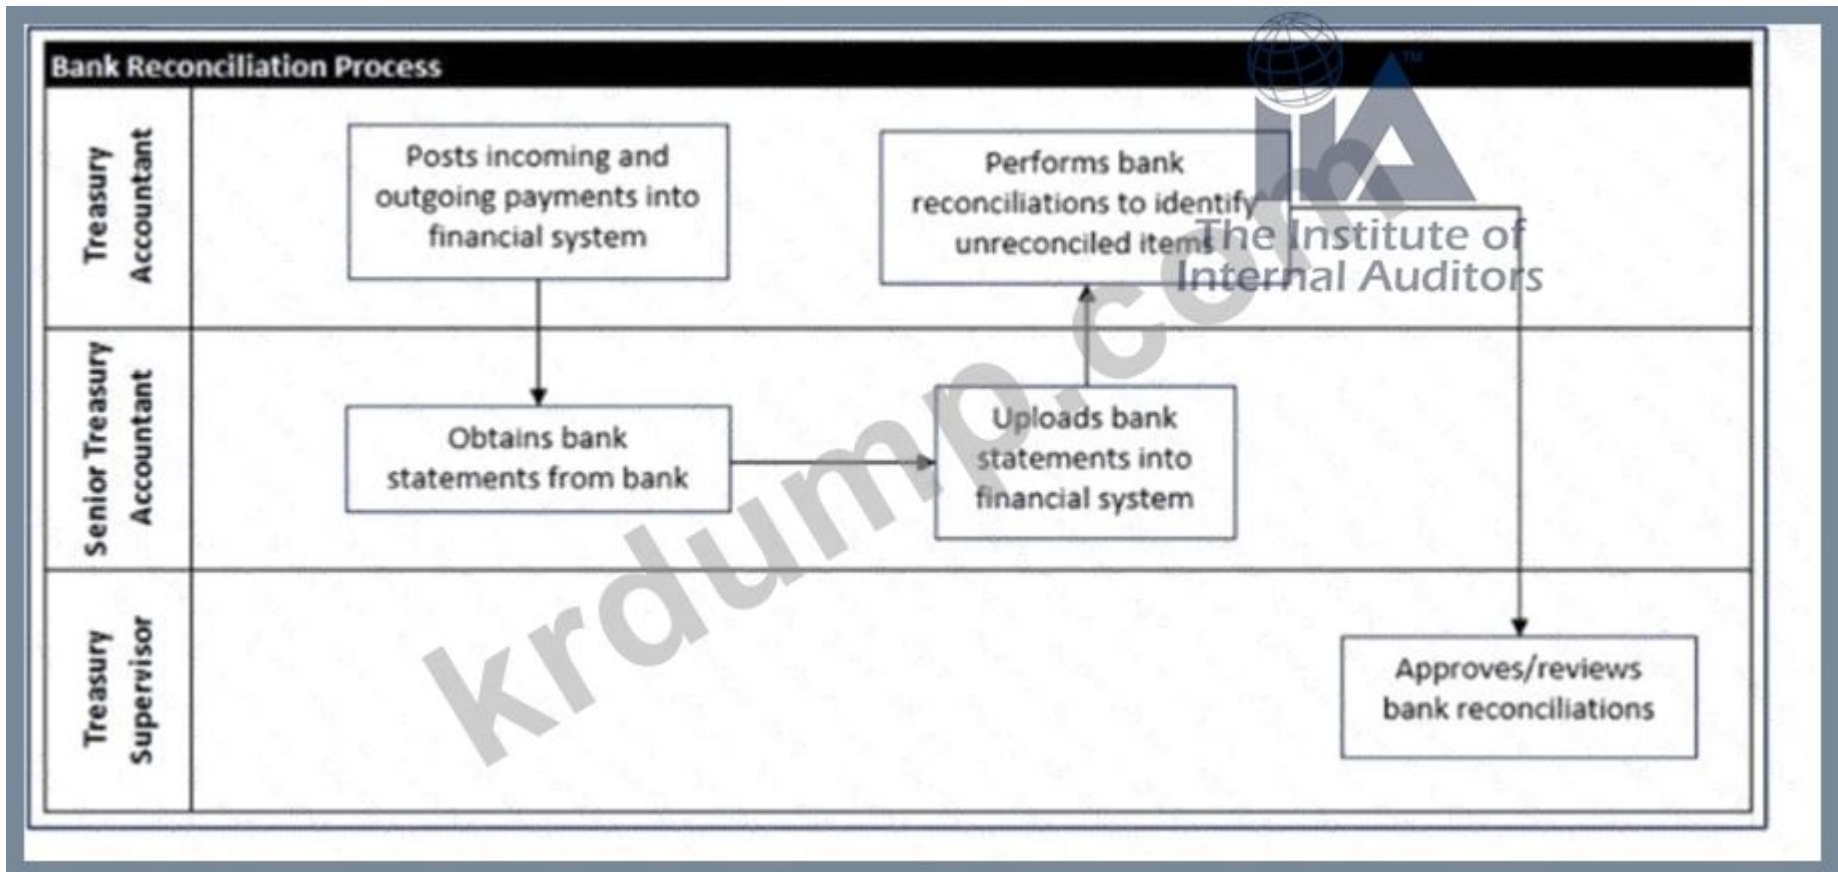 Bank Reconciliation Process
Treasury
Accountant
Posts incoming and
outgoing payments into
financial system
Performs bank
reconciliations to identify
unreconciled items
TM
iiA
The Institute of
Internal Auditors
Senior Treasury
Accountant
Obtains bank
statements from bank
Uploads bank
statements into
financial system
Treasury
Supervisor
Approves/reviews
bank reconciliations
krdump.com